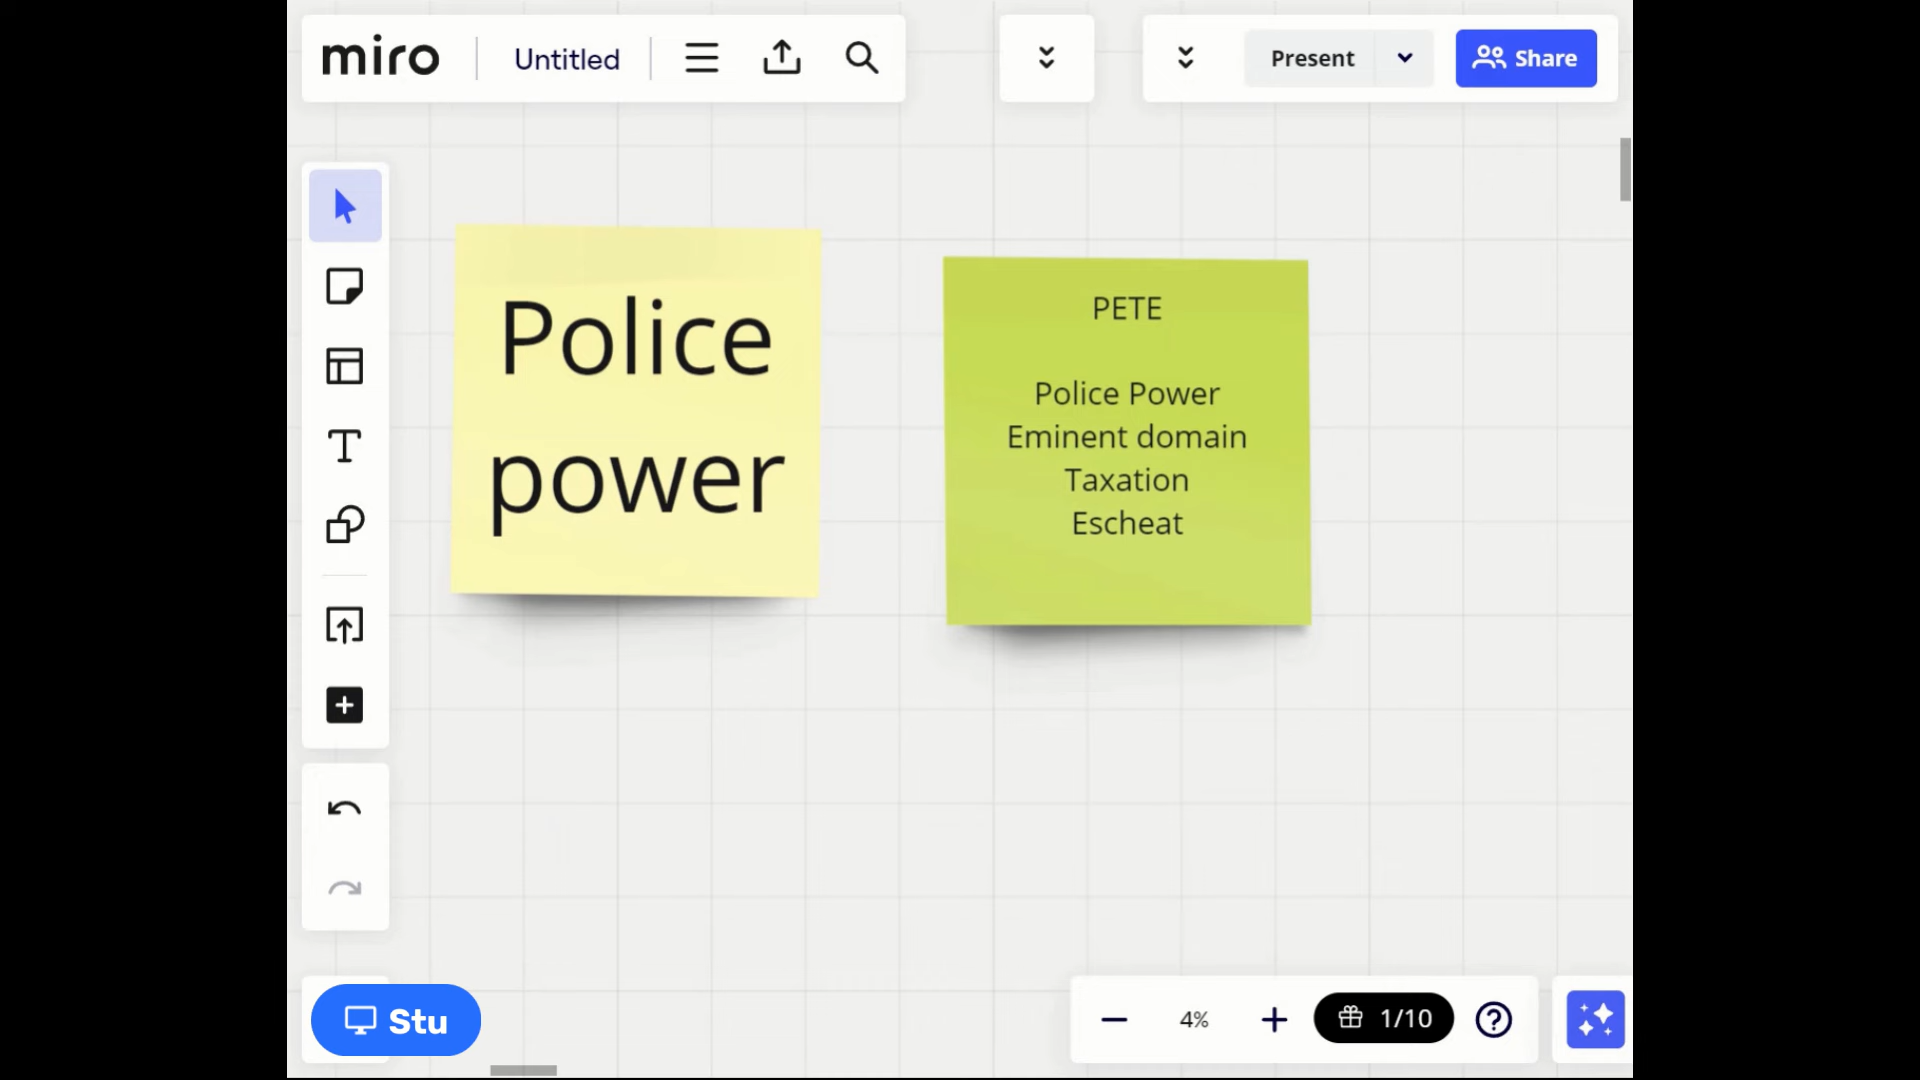 miro
Untitled
Present
Share
Police
power
PETE
Police Power
Eminent domain
Taxation
Escheat
Stu
4%
1/10